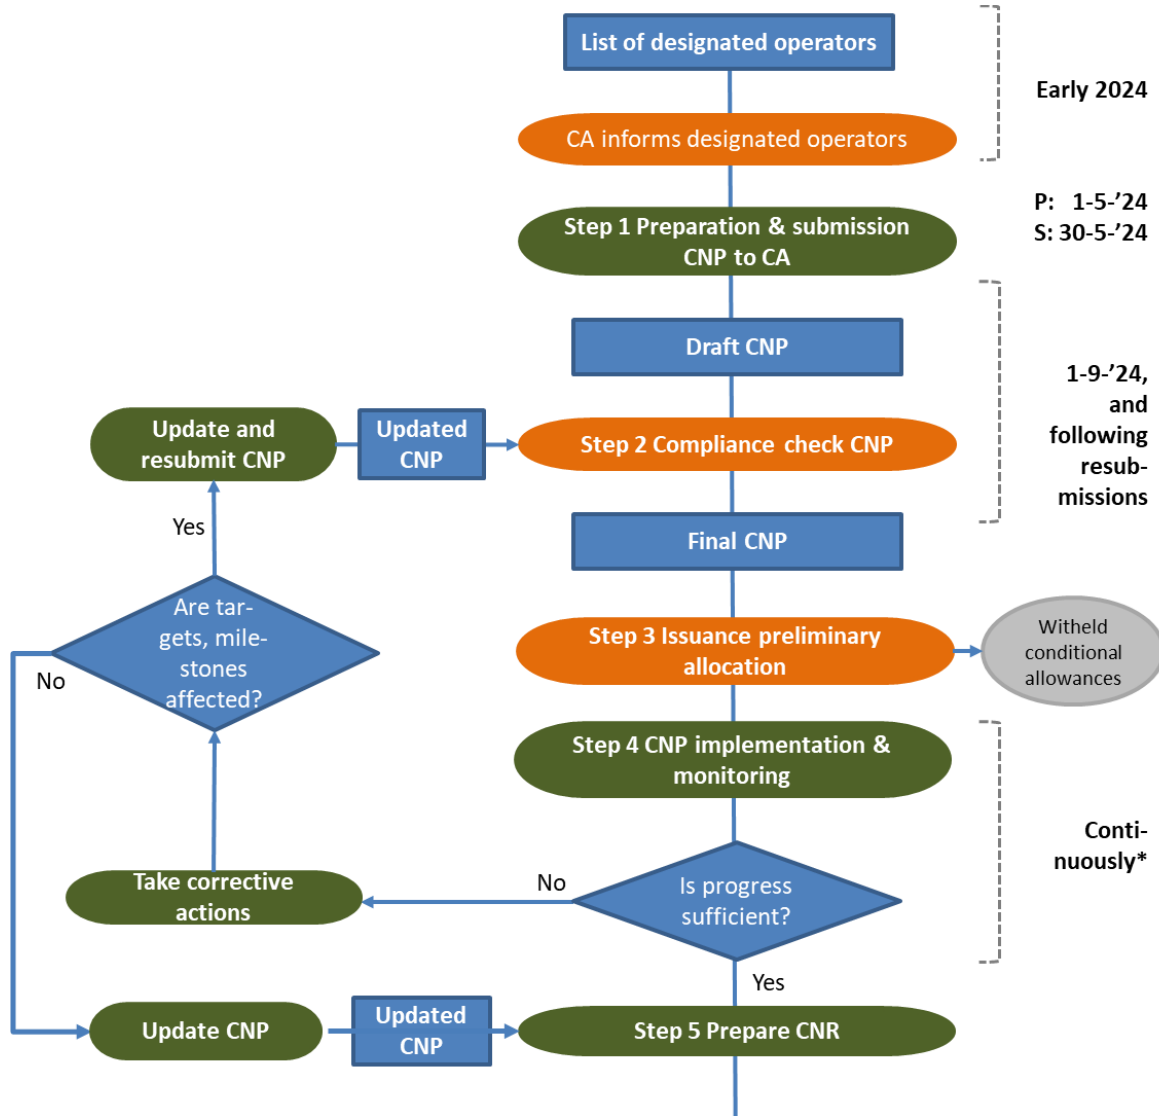 List of designated operators
Early 2024
CA informs designated operators
P: 1-5-’24
S: 30-5-’24
Step 1 Preparation & submission
CNP to CA
Draft CNP
1-9-’24,
and
following
resub-
missions
Update and
resubmit CNP
Updated
CNP
Step 2 Compliance check CNP
Yes
Final CNP
Are tar-
gets, mile-
stones
affected?
No
Step 3 Issuance preliminary
allocation
Witheld
conditional
allowances
Step 4 CNP implementation &
monitoring
Conti-
nuously*
Take corrective
actions
No
Is progress
sufficient?
Yes
Update CNP
Updated
CNP
Step 5 Prepare CNR